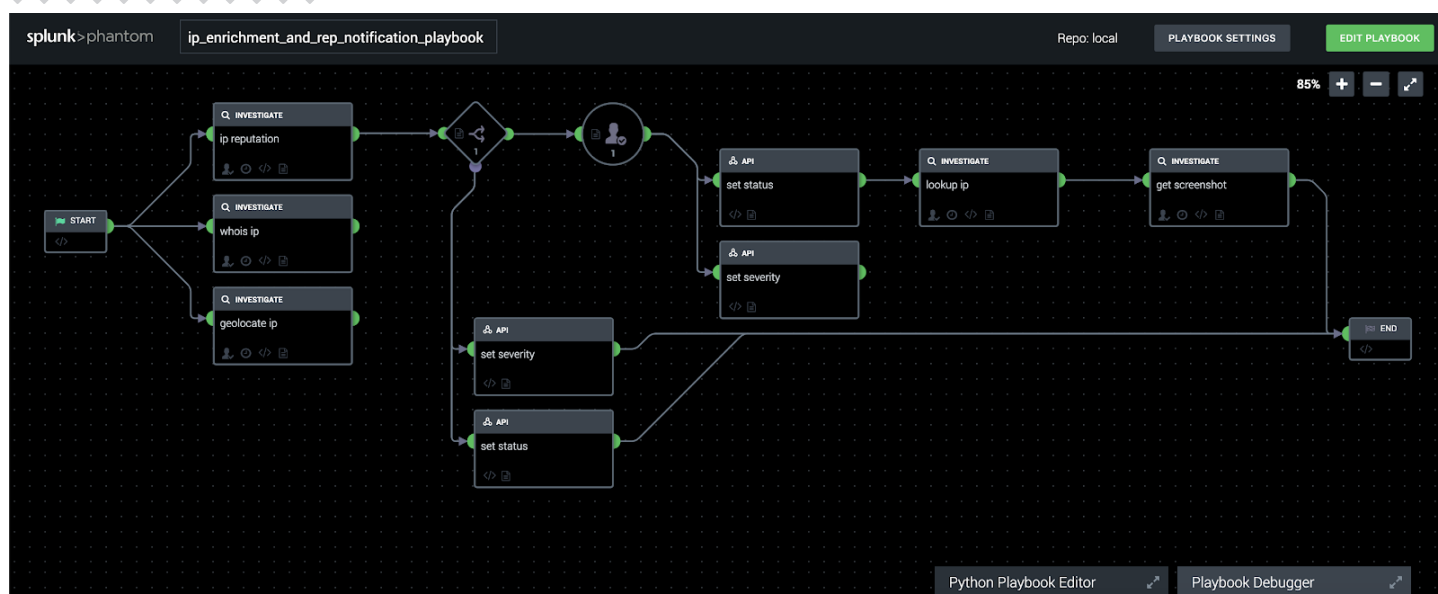 splunk>phantom
ip_enrichment_and_rep_notification_playbook
Repo: local
PLAYBOOK SETTINGS
EDIT PLAYBOOK
85%
START
</>
INVESTIGATE
ip reputation
</>
INVESTIGATE
whois ip
</>
INVESTIGATE
geolocate ip
</>
1
1
API
set status
</>
INVESTIGATE
lookup ip
</>
INVESTIGATE
get screenshot
</>
API
set severity
</>
API
set severity
</>
API
set status
</>
END
</>
Python Playbook Editor
Playbook Debugger